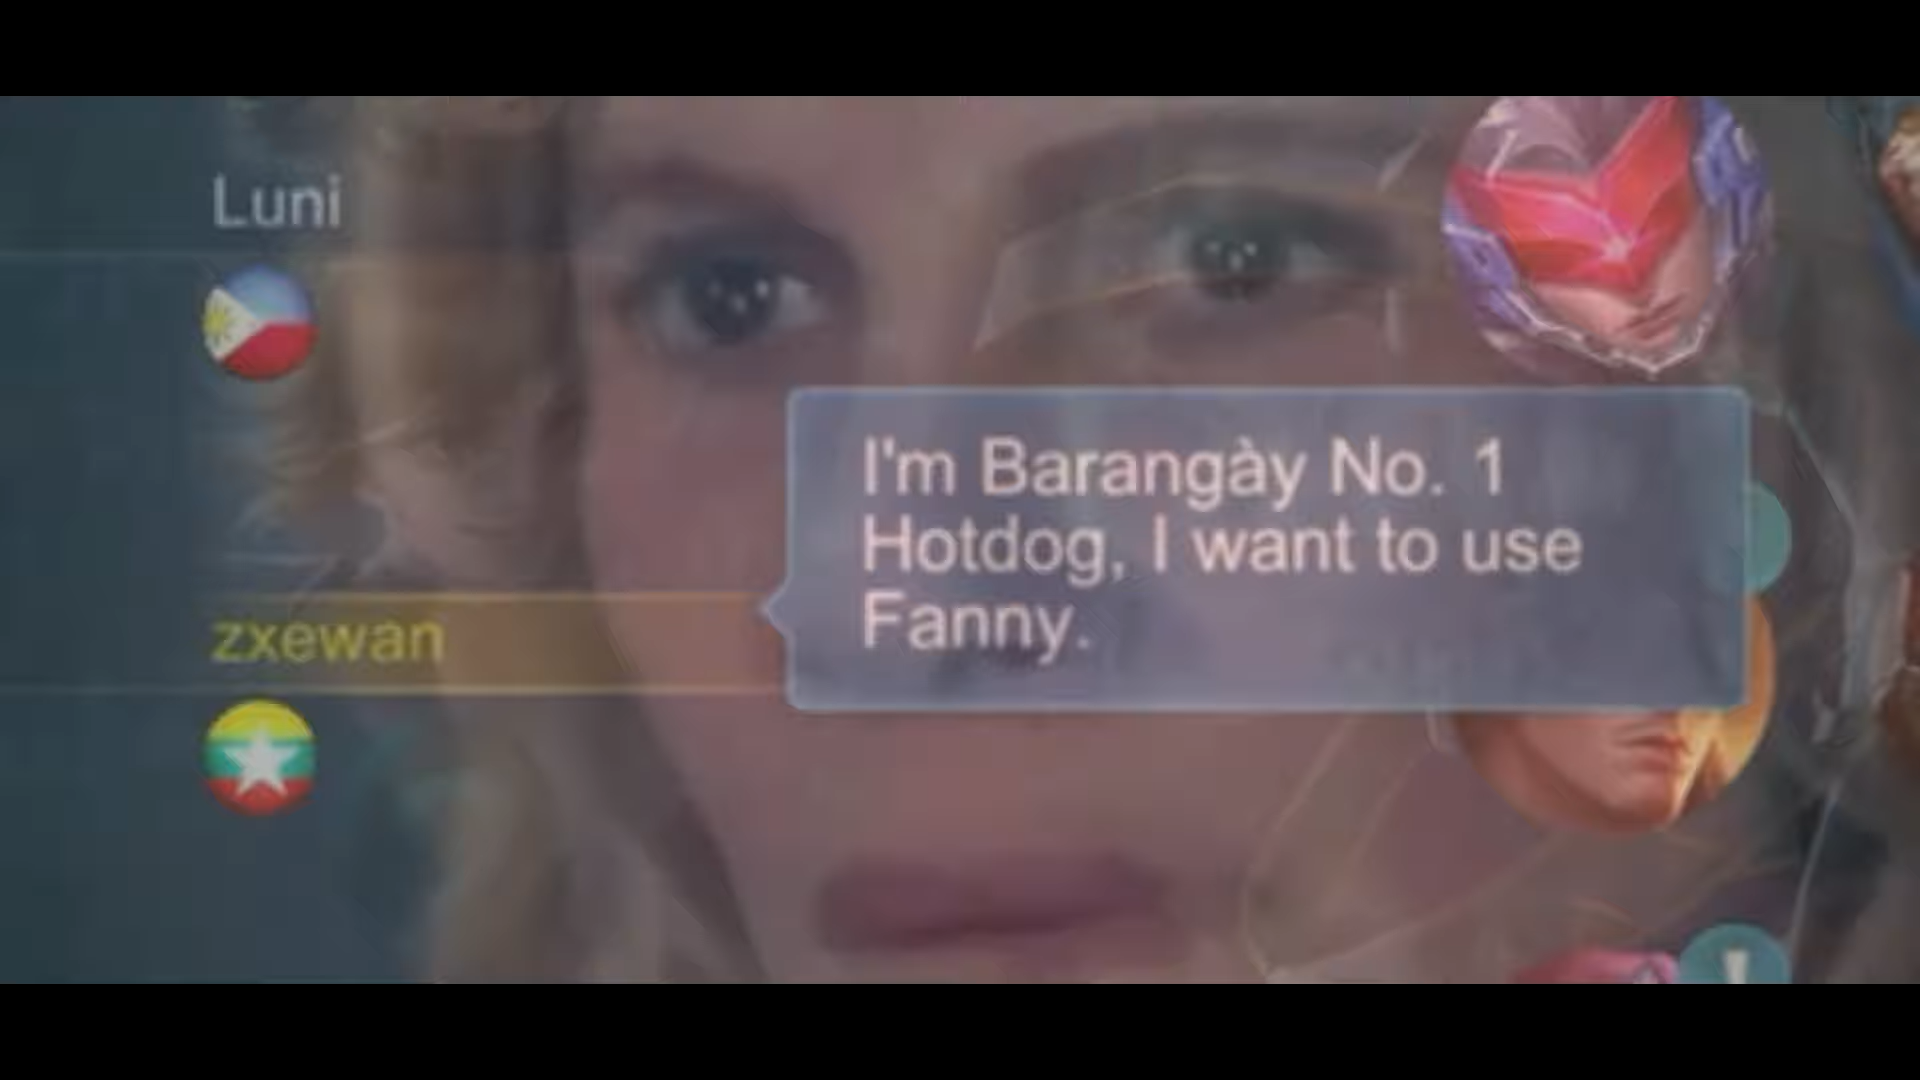 Luni
I'm Barangày No. 1
Hotdog, I want to use
Fanny.
zxewan
!